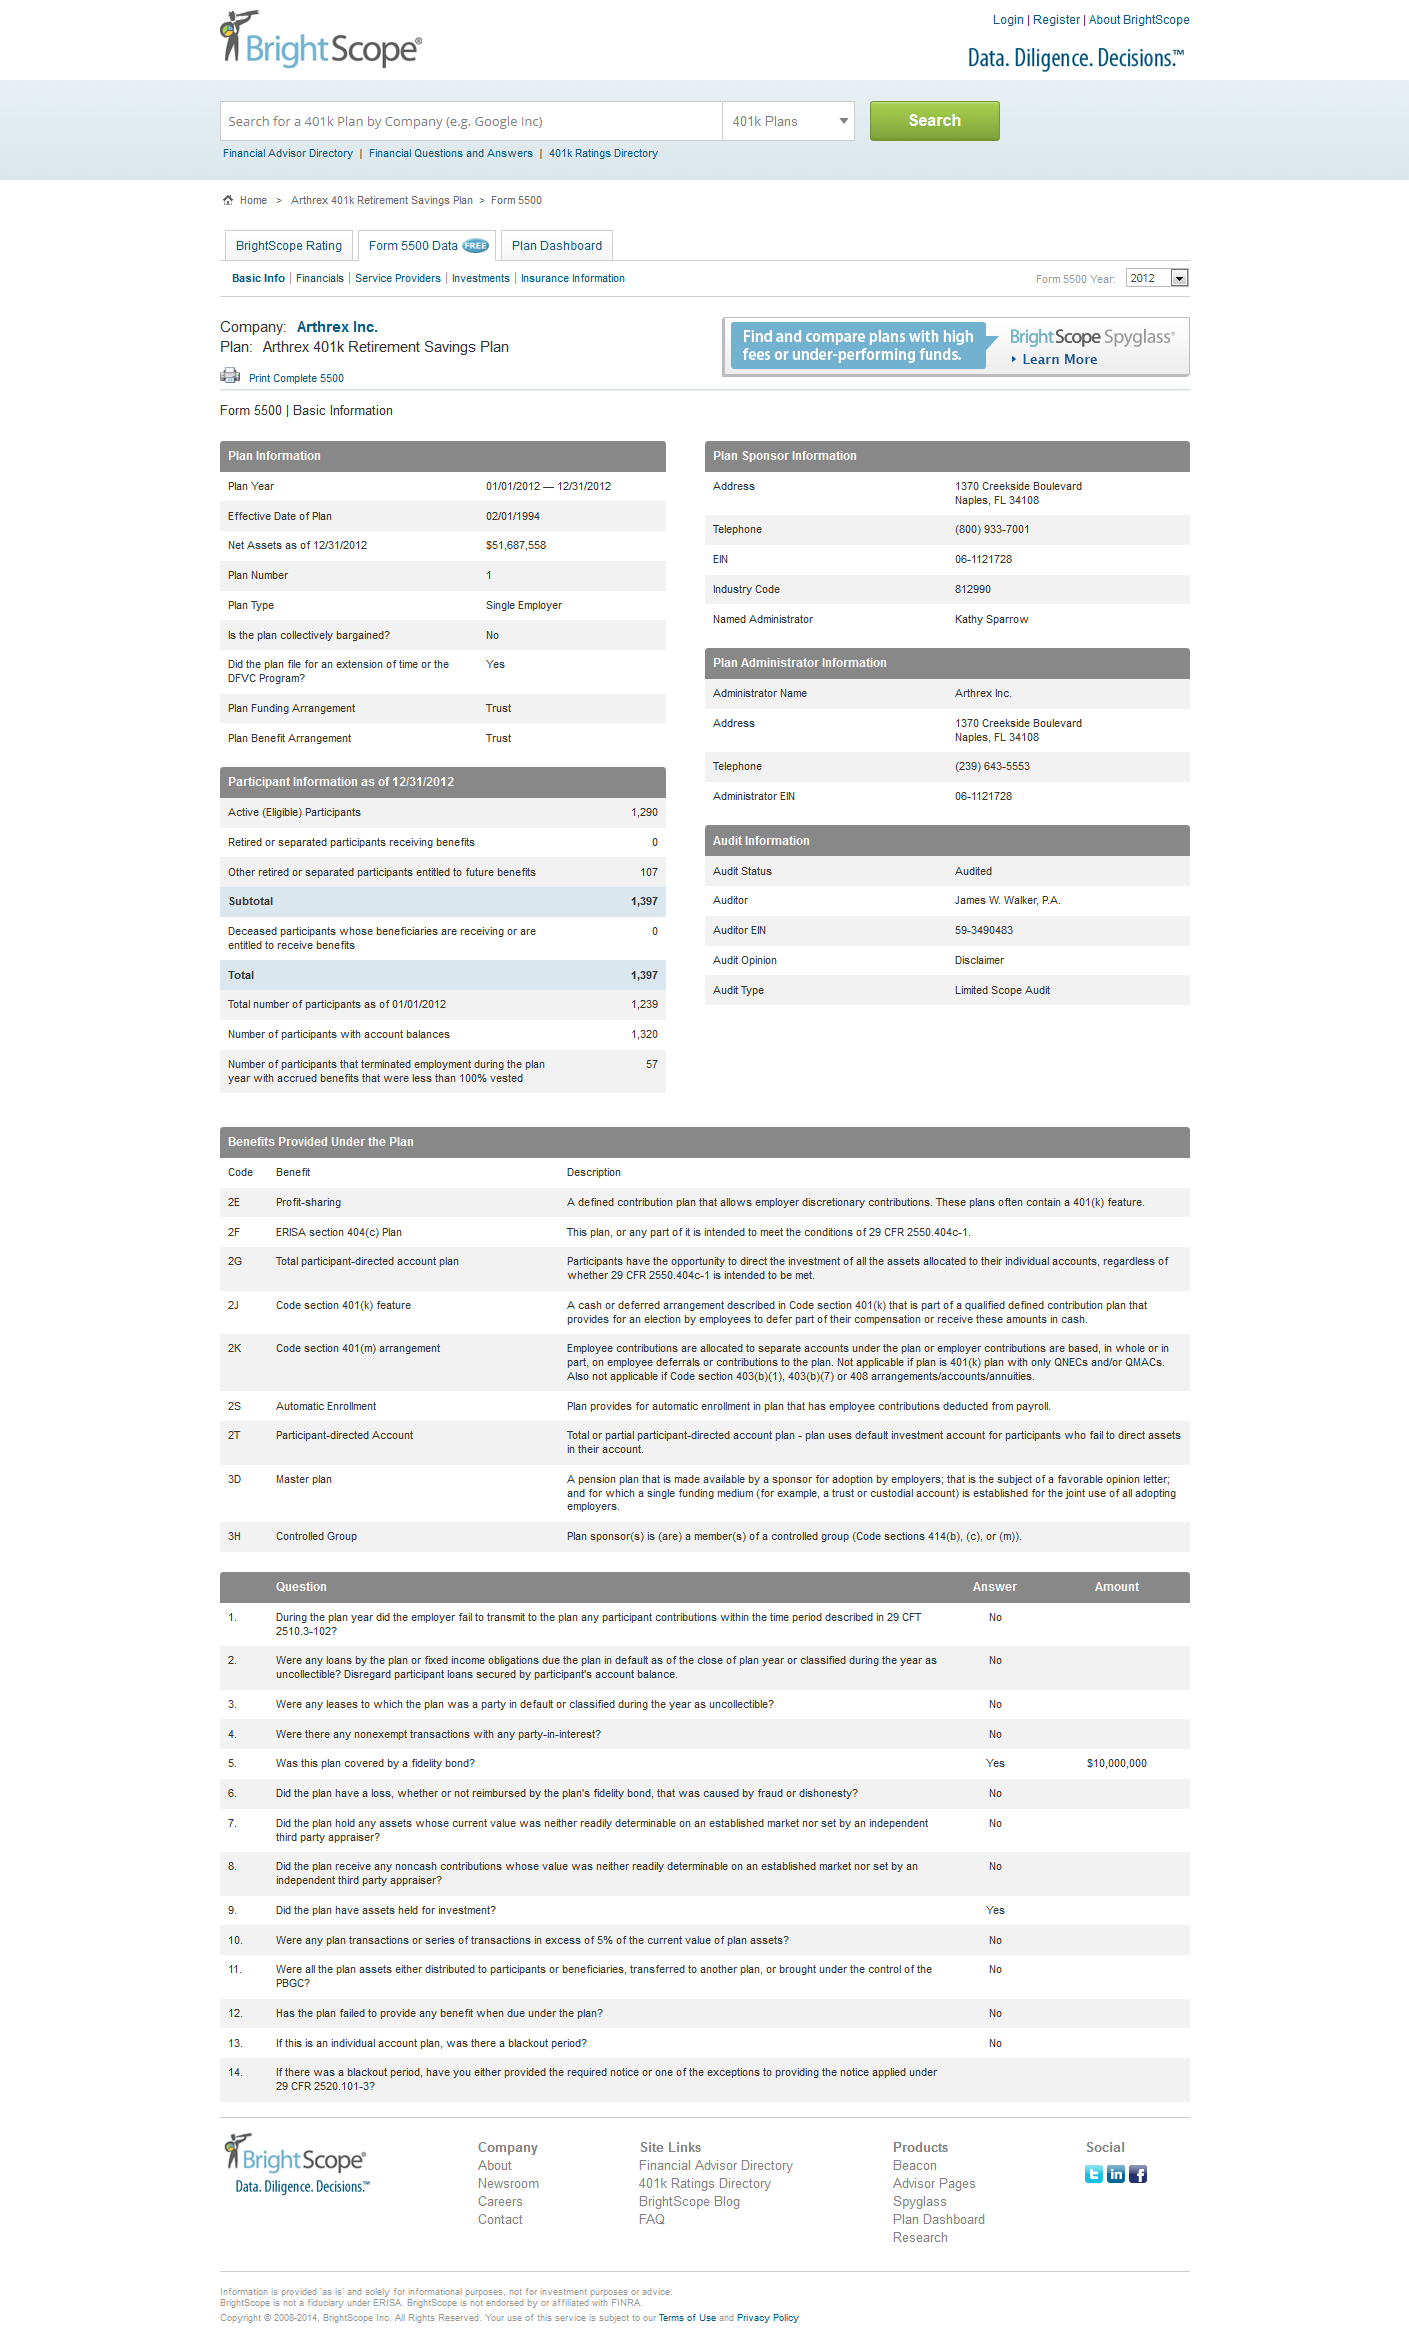 BrightScope®
Login | Register | About BrightScope
Data. Diligence. Decisions.™
Search for a 401k Plan by Company (e.g. Google Inc)
401k Plans
Search
Financial Advisor Directory | Financial Questions and Answers | 401k Ratings Directory
Home > Arthrex 401k Retirement Savings Plan > Form 5500
BrightScope Rating
Form 5500 Data FREE
Plan Dashboard
Basic Info | Financials | Service Providers | Investments | Insurance Information
Form 5500 Year: 2012
Company: Arthrex Inc.
Plan: Arthrex 401k Retirement Savings Plan
Print Complete 5500
Find and compare plans with high
fees or under-performing funds.
BrightScope Spyglass®
Learn More
Form 5500 | Basic Information
Plan Information
Plan Year 01/01/2012 — 12/31/2012
Effective Date of Plan 02/01/1994
Net Assets as of 12/31/2012 $51,687,558
Plan Number 1
Plan Type Single Employer
Is the plan collectively bargained? No
Did the plan file for an extension of time or the Yes
DFVC Program?
Plan Funding Arrangement Trust
Plan Benefit Arrangement Trust
Participant Information as of 12/31/2012
Active (Eligible) Participants 1,290
Retired or separated participants receiving benefits 0
Other retired or separated participants entitled to future benefits 107
Subtotal 1,397
Deceased participants whose beneficiaries are receiving or are 0
entitled to receive benefits
Total 1,397
Total number of participants as of 01/01/2012 1,239
Number of participants with account balances 1,320
Number of participants that terminated employment during the plan 57
year with accrued benefits that were less than 100% vested
Plan Sponsor Information
Address 1370 Creekside Boulevard
Naples, FL 34108
Telephone (800) 933-7001
EIN 06-1121728
Industry Code 812990
Named Administrator Kathy Sparrow
Plan Administrator Information
Administrator Name Arthrex Inc.
Address 1370 Creekside Boulevard
Naples, FL 34108
Telephone (239) 643-5553
Administrator EIN 06-1121728
Audit Information
Audit Status Audited
Auditor James W. Walker, P.A.
Auditor EIN 59-3490483
Audit Opinion Disclaimer
Audit Type Limited Scope Audit
Benefits Provided Under the Plan
Code Benefit Description
2E Profit-sharing A defined contribution plan that allows employer discretionary contributions. These plans often contain a 401(k) feature.
2F ERISA section 404(c) Plan This plan, or any part of it is intended to meet the conditions of 29 CFR 2550.404c-1.
2G Total participant-directed account plan Participants have the opportunity to direct the investment of all the assets allocated to their individual accounts, regardless of
whether 29 CFR 2550.404c-1 is intended to be met.
2J Code section 401(k) feature A cash or deferred arrangement described in Code section 401(k) that is part of a qualified defined contribution plan that
provides for an election by employees to defer part of their compensation or receive these amounts in cash.
2K Code section 401(m) arrangement Employee contributions are allocated to separate accounts under the plan or employer contributions are based, in whole or in
part, on employee deferrals or contributions to the plan. Not applicable if plan is 401(k) plan with only QNECs and/or QMACs.
Also not applicable if Code section 403(b)(1), 403(b)(7) or 408 arrangements/accounts/annuities.
2S Automatic Enrollment Plan provides for automatic enrollment in plan that has employee contributions deducted from payroll.
2T Participant-directed Account Total or partial participant-directed account plan - plan uses default investment account for participants who fail to direct assets
in their account.
3D Master plan A pension plan that is made available by a sponsor for adoption by employers; that is the subject of a favorable opinion letter;
and for which a single funding medium (for example, a trust or custodial account) is established for the joint use of all adopting
employers.
3H Controlled Group Plan sponsor(s) is (are) a member(s) of a controlled group (Code sections 414(b), (c), or (m)).
Question Answer Amount
1. During the plan year did the employer fail to transmit to the plan any participant contributions within the time period described in 29 CFT No
2510.3-102?
2. Were any loans by the plan or fixed income obligations due the plan in default as of the close of plan year or classified during the year as No
uncollectible? Disregard participant loans secured by participant's account balance.
3. Were any leases to which the plan was a party in default or classified during the year as uncollectible? No
4. Were there any nonexempt transactions with any party-in-interest? No
5. Was this plan covered by a fidelity bond? Yes $10,000,000
6. Did the plan have a loss, whether or not reimbursed by the plan's fidelity bond, that was caused by fraud or dishonesty? No
7. Did the plan hold any assets whose current value was neither readily determinable on an established market nor set by an independent No
third party appraiser?
8. Did the plan receive any noncash contributions whose value was neither readily determinable on an established market nor set by an No
independent third party appraiser?
9. Did the plan have assets held for investment? Yes
10. Were any plan transactions or series of transactions in excess of 5% of the current value of plan assets? No
11. Were all the plan assets either distributed to participants or beneficiaries, transferred to another plan, or brought under the control of the No
PBGC?
12. Has the plan failed to provide any benefit when due under the plan? No
13. If this is an individual account plan, was there a blackout period? No
14. If there was a blackout period, have you either provided the required notice or one of the exceptions to providing the notice applied under
29 CFR 2520.101-3?
BrightScope®
Data. Diligence. Decisions.™
Company
About
Newsroom
Careers
Contact
Site Links
Financial Advisor Directory
401k Ratings Directory
BrightScope Blog
FAQ
Products
Beacon
Advisor Pages
Spyglass
Plan Dashboard
Research
Social
Information is provided 'as is' and solely for informational purposes, not for investment purposes or advice.
BrightScope is not a fiduciary under ERISA. BrightScope is not endorsed by or affiliated with FINRA.
Copyright © 2008-2014, BrightScope Inc. All Rights Reserved. Your use of this service is subject to our Terms of Use and Privacy Policy